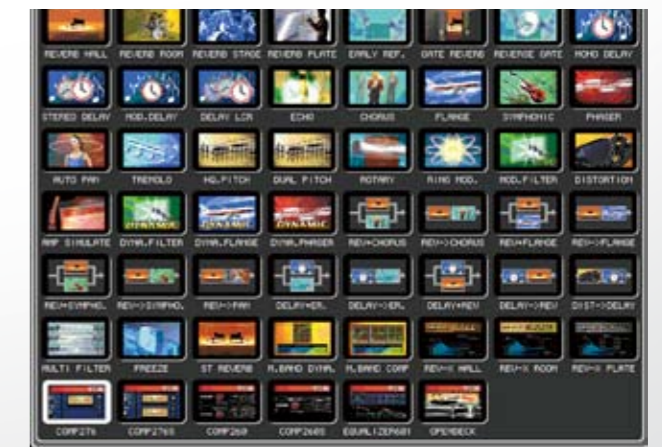 REVERB HALL REVERB ROOM REVERB STAGE REVERB PLATE EARLY REF. GATE REVERB REVERSE GATE MONO DELAY
STEREO DELAY MOD.DELAY DELAY LCR ECHO CHORUS FLANGE SYMPHONIC PHASER
AUTO PAN TREMOLO HQ.PITCH DUAL PITCH ROTARY RING MOD. MOD.FILTER DISTORTION
DYNAMIC DYNAMIC DYNAMIC
AMP SIMULATE DYNA.FILTER DYNA.FLANGE DYNA.PHASER REV+CHORUS REV->CHORUS REV+FLANGE REV->FLANGE
REV+SYMPHO. REV->SYMPHO. REV->PAN DELAY+ER. DELAY->ER. DELAY+REV DELAY->REV DIST->DELAY
MULTI FILTER FREEZE ST REVERB M.BAND DYNA. M.BAND COMP REV-X HALL REV-X ROOM REV-X PLATE
COMP276 COMP276S COMP260 COMP260S EQUALIZER601 OPENDECK